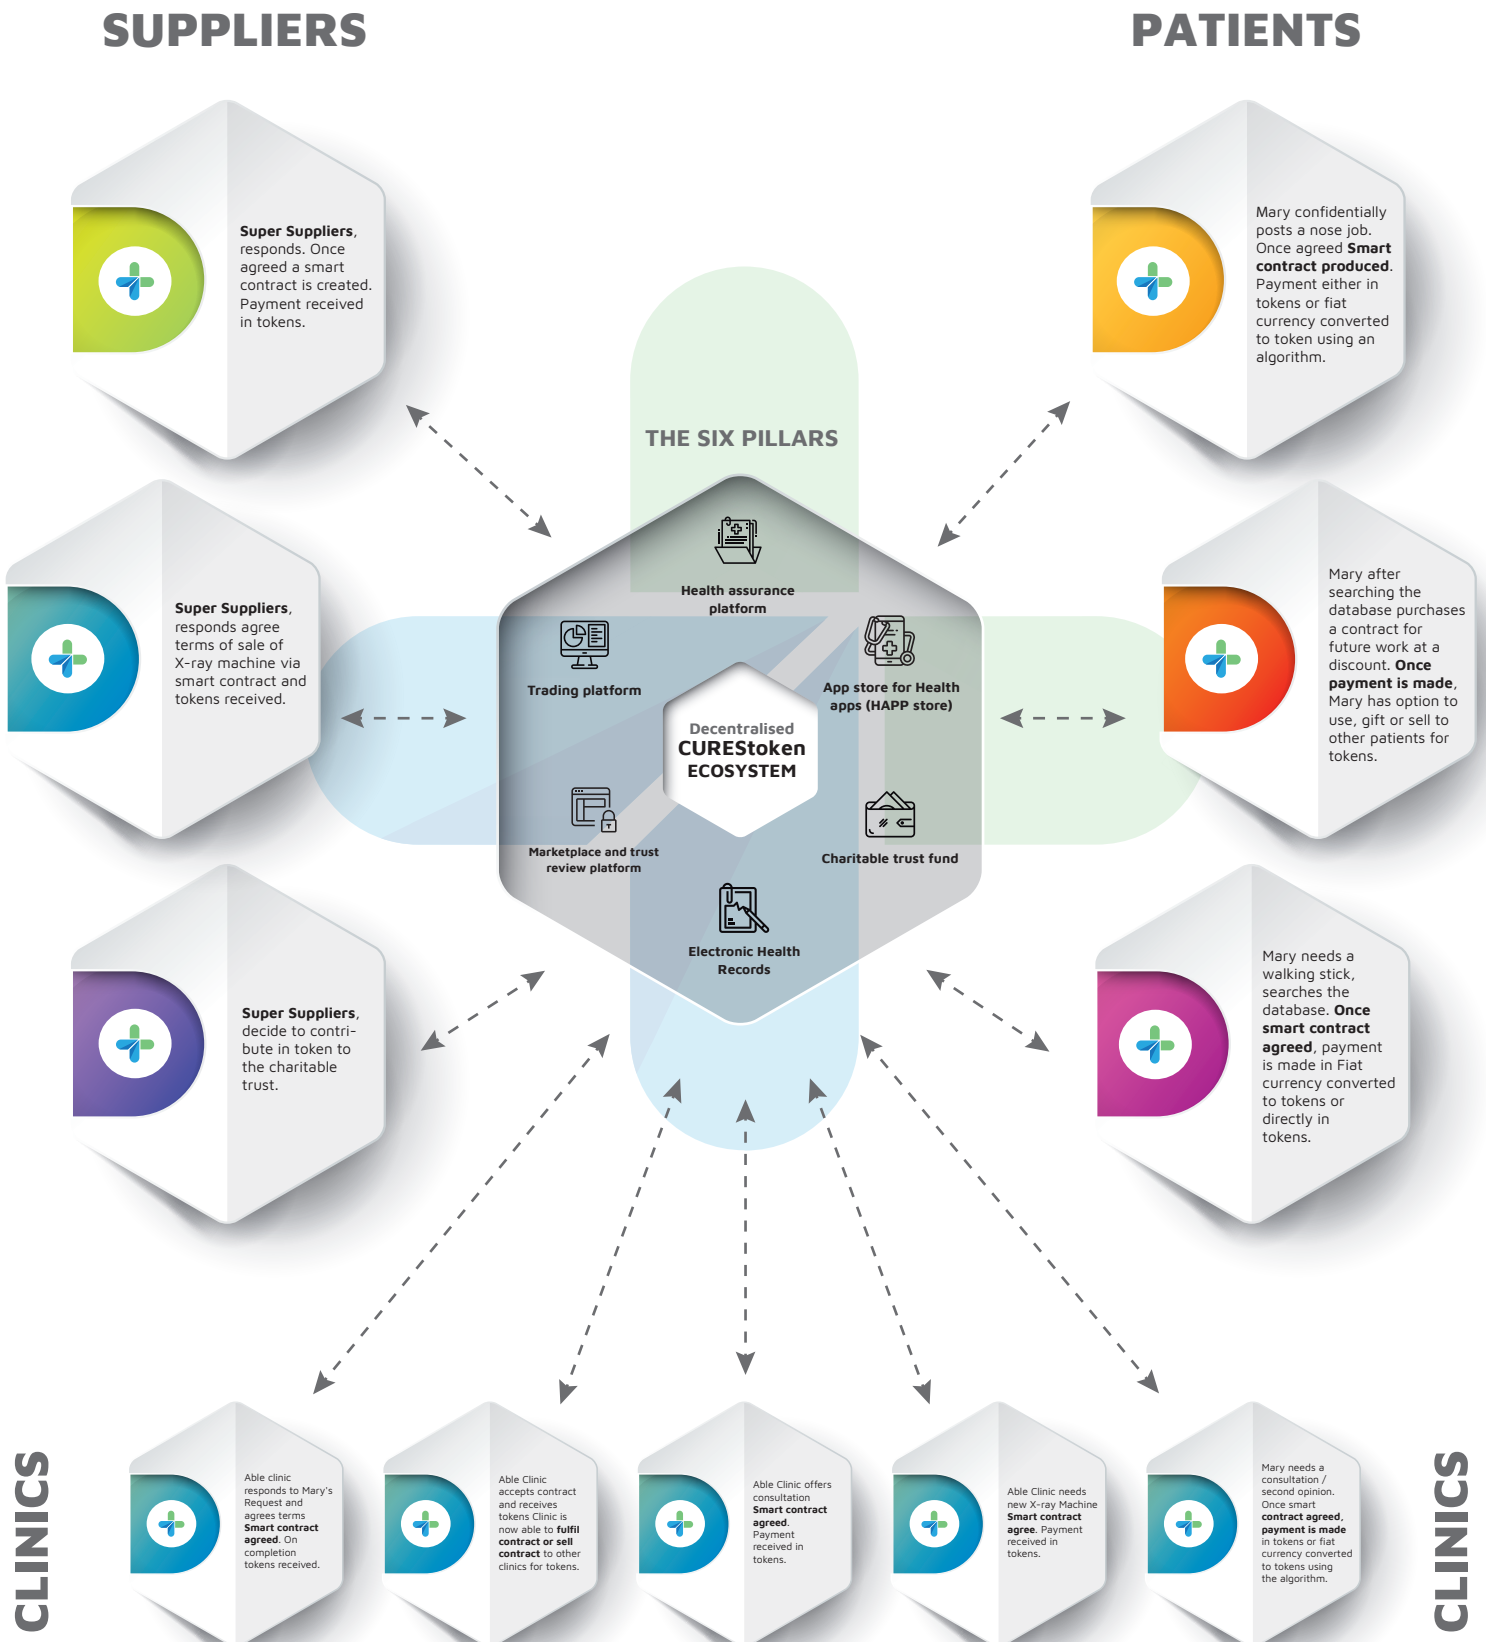 SUPPLIERS
PATIENTS
Super Suppliers,
responds. Once
agreed a smart
contract is created.
Payment received
in tokens.
Mary confidentially
posts a nose job.
Once agreed Smart
contract produced.
Payment either in
tokens or fiat
currency converted
to token using an
algorithm.
THE SIX PILLARS
Super Suppliers,
responds agree
terms of sale of
X-ray machine via
smart contract and
tokens received.
Health assurance
platform
Trading platform
App store for Health
apps (HAPP store)
Decentralised
CUREStoken
ECOSYSTEM
Marketplace and trust
review platform
Charitable trust fund
Electronic Health
Records
Mary after
searching the
database purchases
a contract for
future work at a
discount. Once
payment is made,
Mary has option to
use, gift or sell to
other patients for
tokens.
Super Suppliers,
decide to contri-
bute in token to
the charitable
trust.
Mary needs a
walking stick,
searches the
database. Once
smart contract
agreed, payment
is made in Fiat
currency converted
to tokens or
directly in
tokens.
CLINICS
Able clinic
responds to Mary's
Request and
agrees terms
Smart contract
agreed. On
completion
tokens received.
Able Clinic
accepts contract
and receives
tokens Clinic is
now able to fulfil
contract or sell
contract to other
clinics for tokens.
Able Clinic offers
consultation
Smart contract
agreed.
Payment
received in
tokens.
Able Clinic needs
new X-ray Machine
Smart contract
agree. Payment
received in
tokens.
Mary needs a
consultation /
second opinion.
Once smart
contract agreed,
payment is made
in tokens or fiat
currency converted
to tokens using
the algorithm.
CLINICS